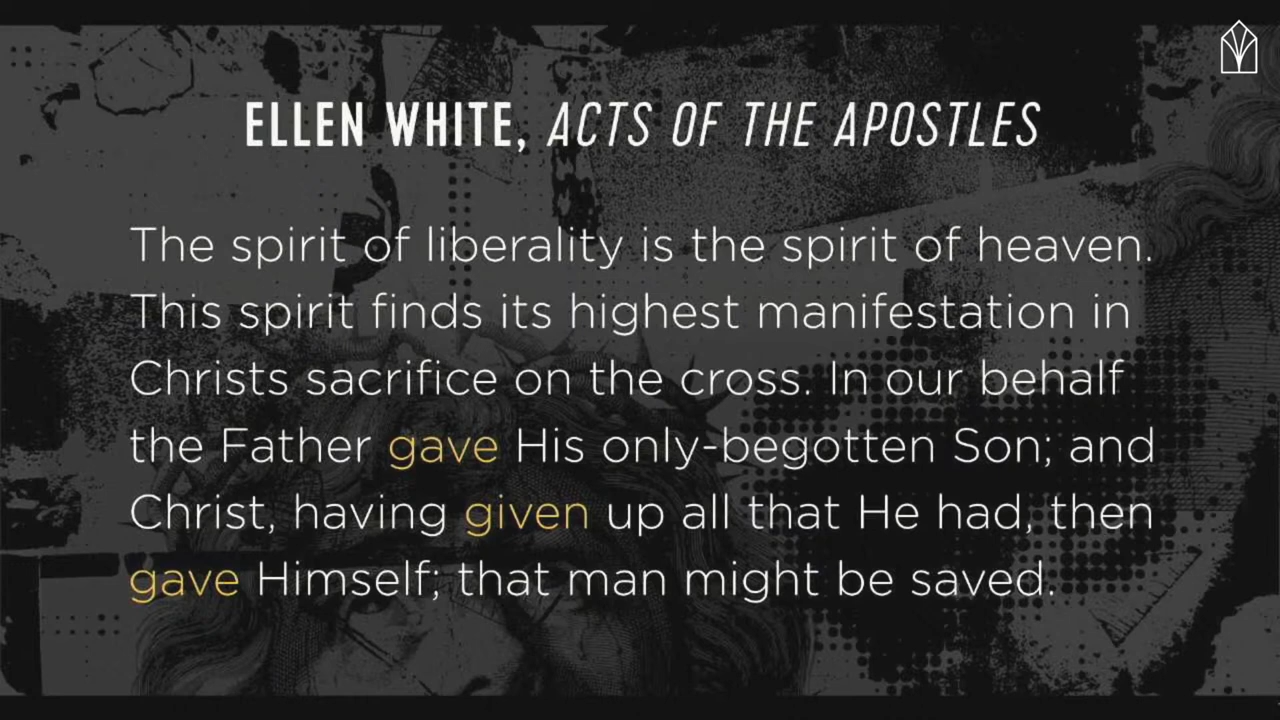 ELLEN WHITE, ACTS OF THE APOSTLES
The spirit of liberality is the spirit of heaven.
This spirit finds its highest manifestation in
Christs sacrifice on the cross. In our behalf
the Father gave His only-begotten Son; and
Christ, having given up all that He had, then
gave Himself; that man might be saved.